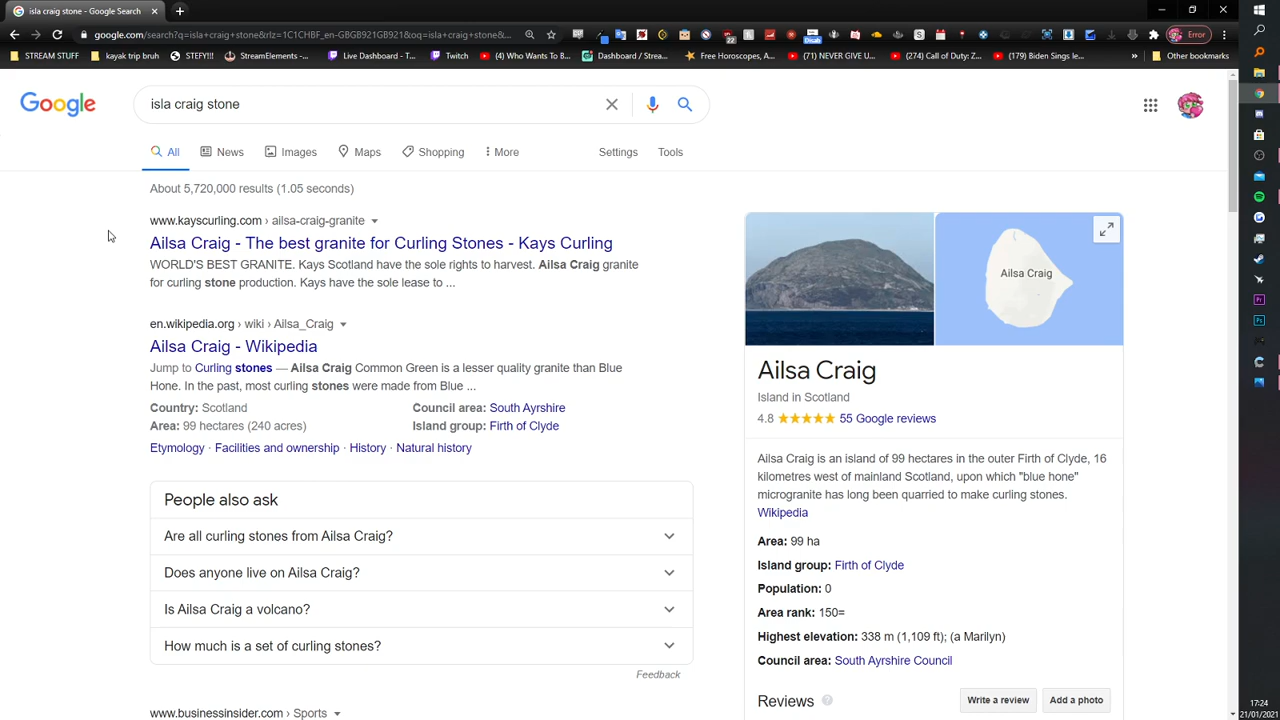 isla craig stone - Google Search
google.com/search?q=isla+craig+stone&rlz=1C1CHBF_en-GBGB921GB921&oq=isla+craig+stone&...
22
Disab
Error
STREAM STUFF
kayak trip bruh
STEFY!!!
StreamElements -...
Live Dashboard - T...
Twitch
(4) Who Wants To B...
Dashboard / Strea...
Free Horoscopes, A...
(71) NEVER GIVE U...
(274) Call of Duty: Z...
(179) Biden Sings le...
Other bookmarks
Google
isla craig stone
All
News
Images
Maps
Shopping
More
Settings
Tools
About 5,720,000 results (1.05 seconds)
www.kayscurling.com › ailsa-craig-granite
Ailsa Craig - The best granite for Curling Stones - Kays Curling
WORLD'S BEST GRANITE. Kays Scotland have the sole rights to harvest. Ailsa Craig granite
for curling stone production. Kays have the sole lease to ...
en.wikipedia.org › wiki › Ailsa_Craig
Ailsa Craig - Wikipedia
Jump to Curling stones — Ailsa Craig Common Green is a lesser quality granite than Blue
Hone. In the past, most curling stones were made from Blue ...
Country: Scotland
Council area: South Ayrshire
Area: 99 hectares (240 acres)
Island group: Firth of Clyde
Etymology · Facilities and ownership · History · Natural history
People also ask
Are all curling stones from Ailsa Craig?
Does anyone live on Ailsa Craig?
Is Ailsa Craig a volcano?
How much is a set of curling stones?
Feedback
www.businessinsider.com › Sports
Ailsa Craig
Ailsa Craig
Island in Scotland
4.8 ★★★★★ 55 Google reviews
Ailsa Craig is an island of 99 hectares in the outer Firth of Clyde, 16
kilometres west of mainland Scotland, upon which "blue hone"
microgranite has long been quarried to make curling stones.
Wikipedia
Area: 99 ha
Island group: Firth of Clyde
Population: 0
Area rank: 150=
Highest elevation: 338 m (1,109 ft); (a Marilyn)
Council area: South Ayrshire Council
Reviews
Write a review
Add a photo
17:24
21/01/2021